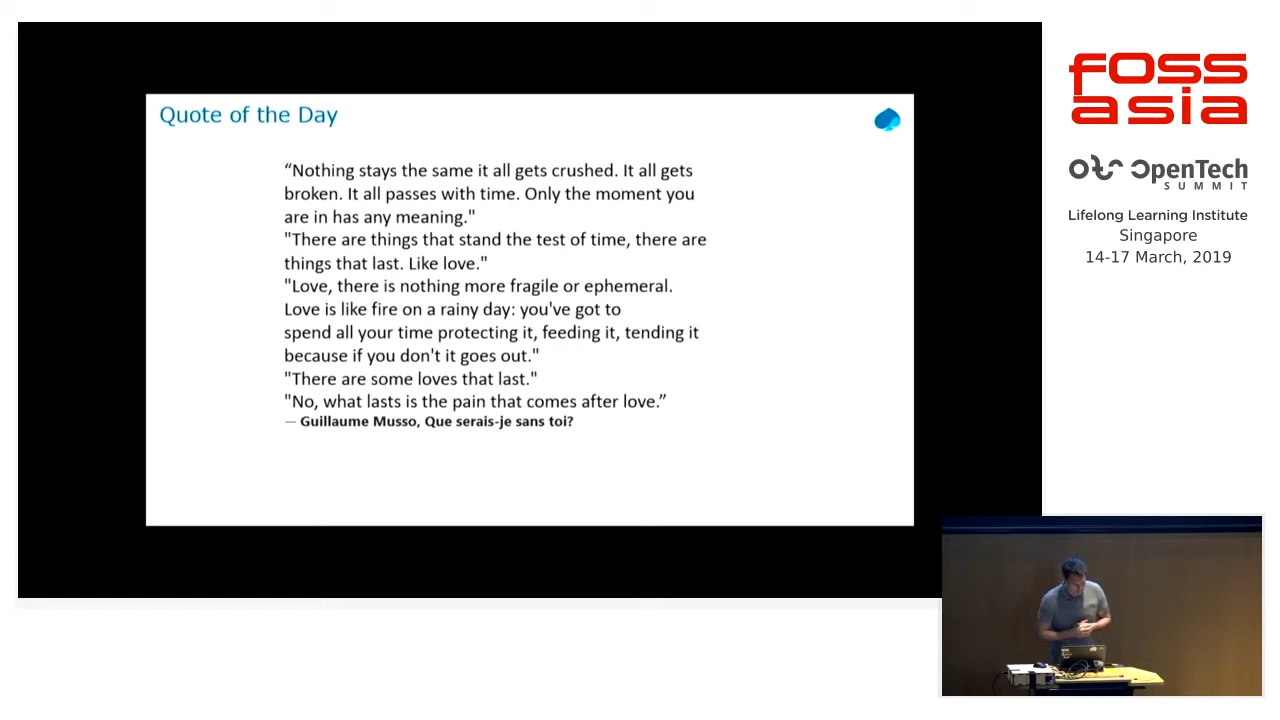 Quote of the Day
“Nothing stays the same it all gets crushed. It all gets
broken. It all passes with time. Only the moment you
are in has any meaning."
"There are things that stand the test of time, there are
things that last. Like love."
"Love, there is nothing more fragile or ephemeral.
Love is like fire on a rainy day: you've got to
spend all your time protecting it, feeding it, tending it
because if you don't it goes out."
"There are some loves that last."
"No, what lasts is the pain that comes after love.”
— Guillaume Musso, Que serais-je sans toi?
FOSS
asia
OpenTech
SUMMIT
Lifelong Learning Institute
Singapore
14-17 March, 2019